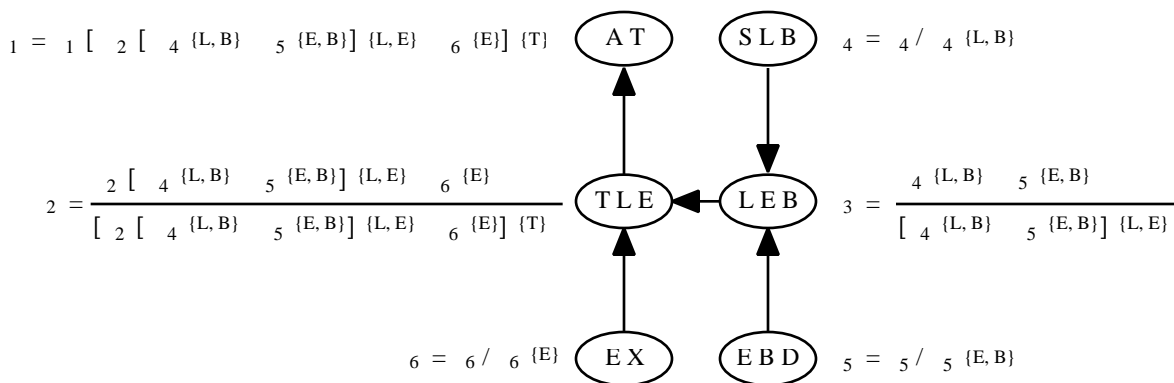 1 = 1 [ 2 [ 4 {L, B} 5 {E, B}] {L, E} 6 {E}] {T}
A T
S L B
4 = 4 / 4 {L, B}
2 = 2 [ 4 {L, B} 5 {E, B}] {L, E} 6 {E}
[ 2 [ 4 {L, B} 5 {E, B}] {L, E} 6 {E}] {T}
T L E
L E B
3 = 4 {L, B} 5 {E, B}
[ 4 {L, B} 5 {E, B}] {L, E}
6 = 6 / 6 {E}
E X
E B D
5 = 5 / 5 {E, B}